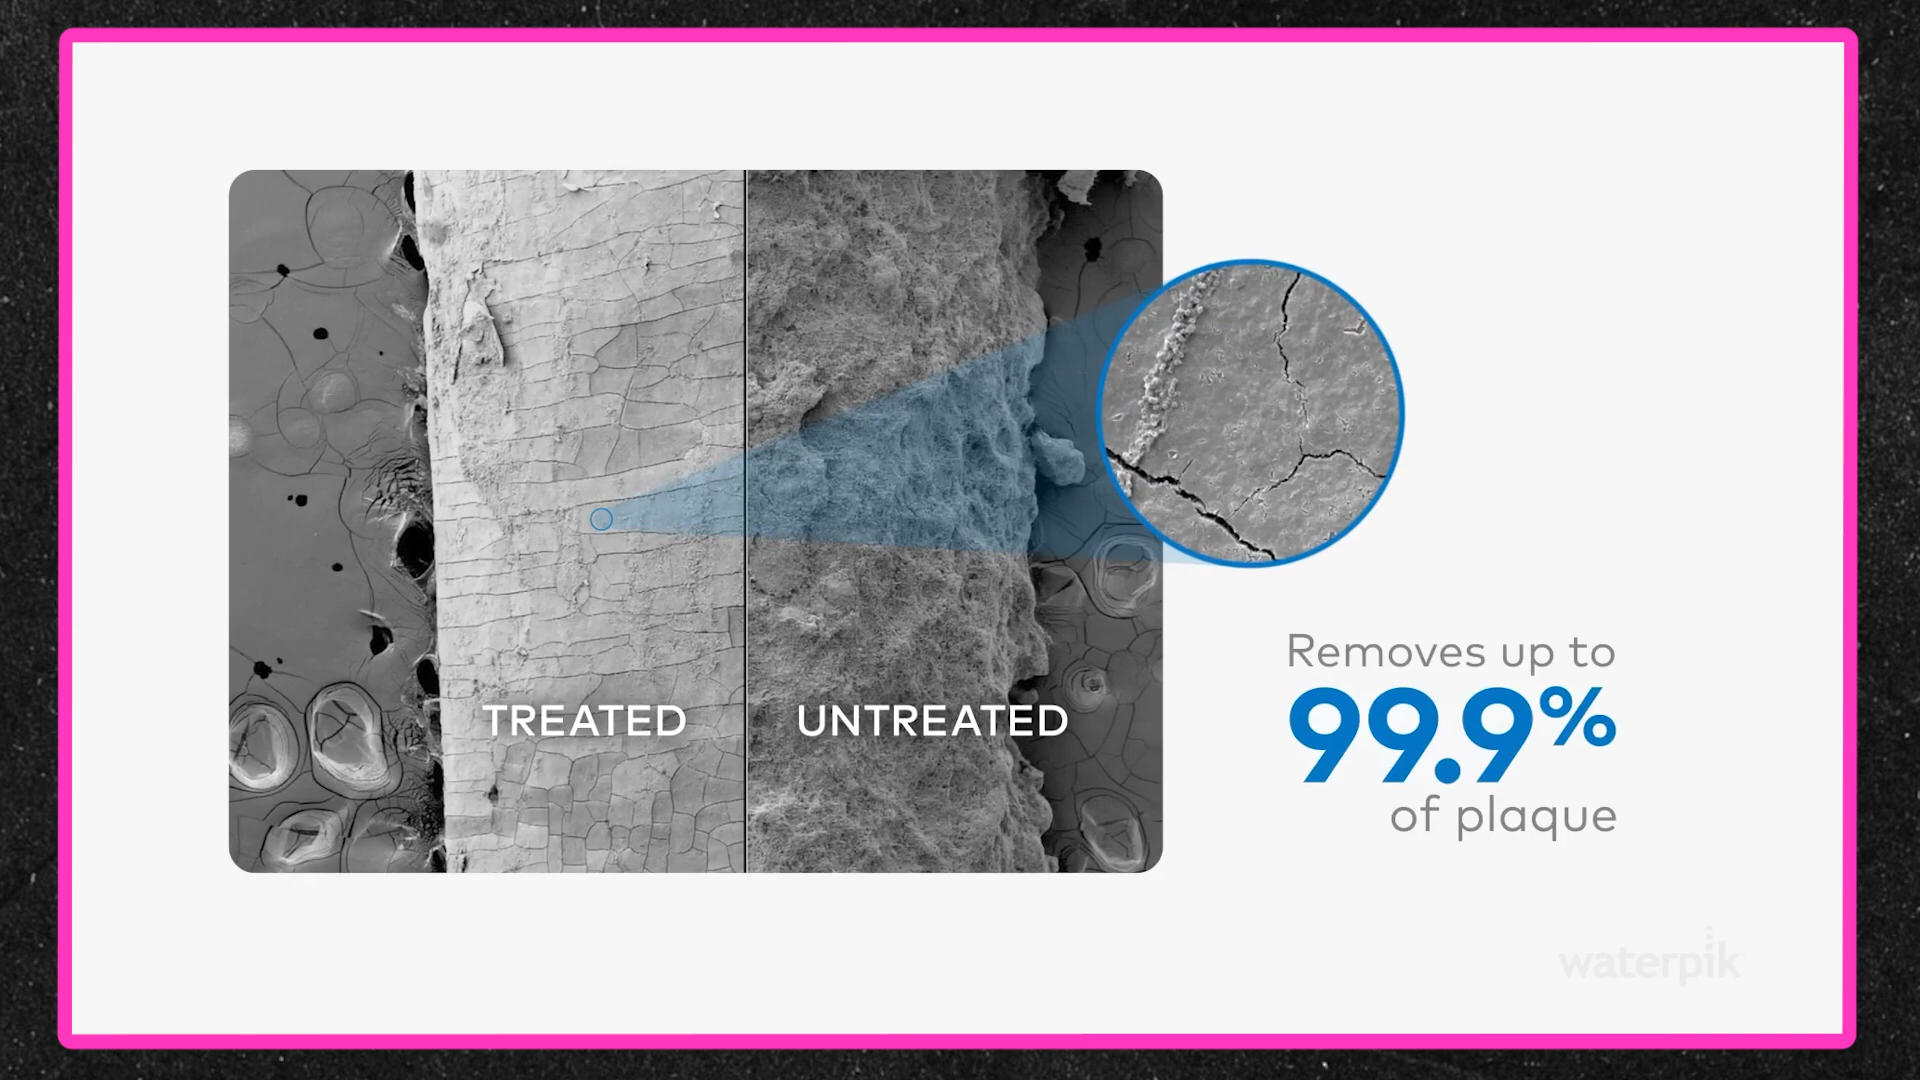 TREATED
UNTREATED
Removes up to
99.9%
of plaque
waterpik